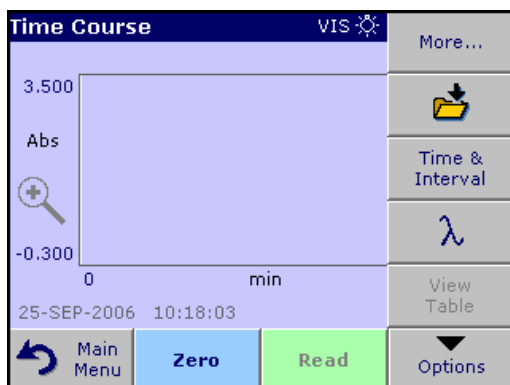 Time Course VIS
3.500
Abs
-0.300
0 min
25-SEP-2006 10:18:03
Main
Menu
Zero
Read
More...
Time &
Interval
λ
View
Table
Options